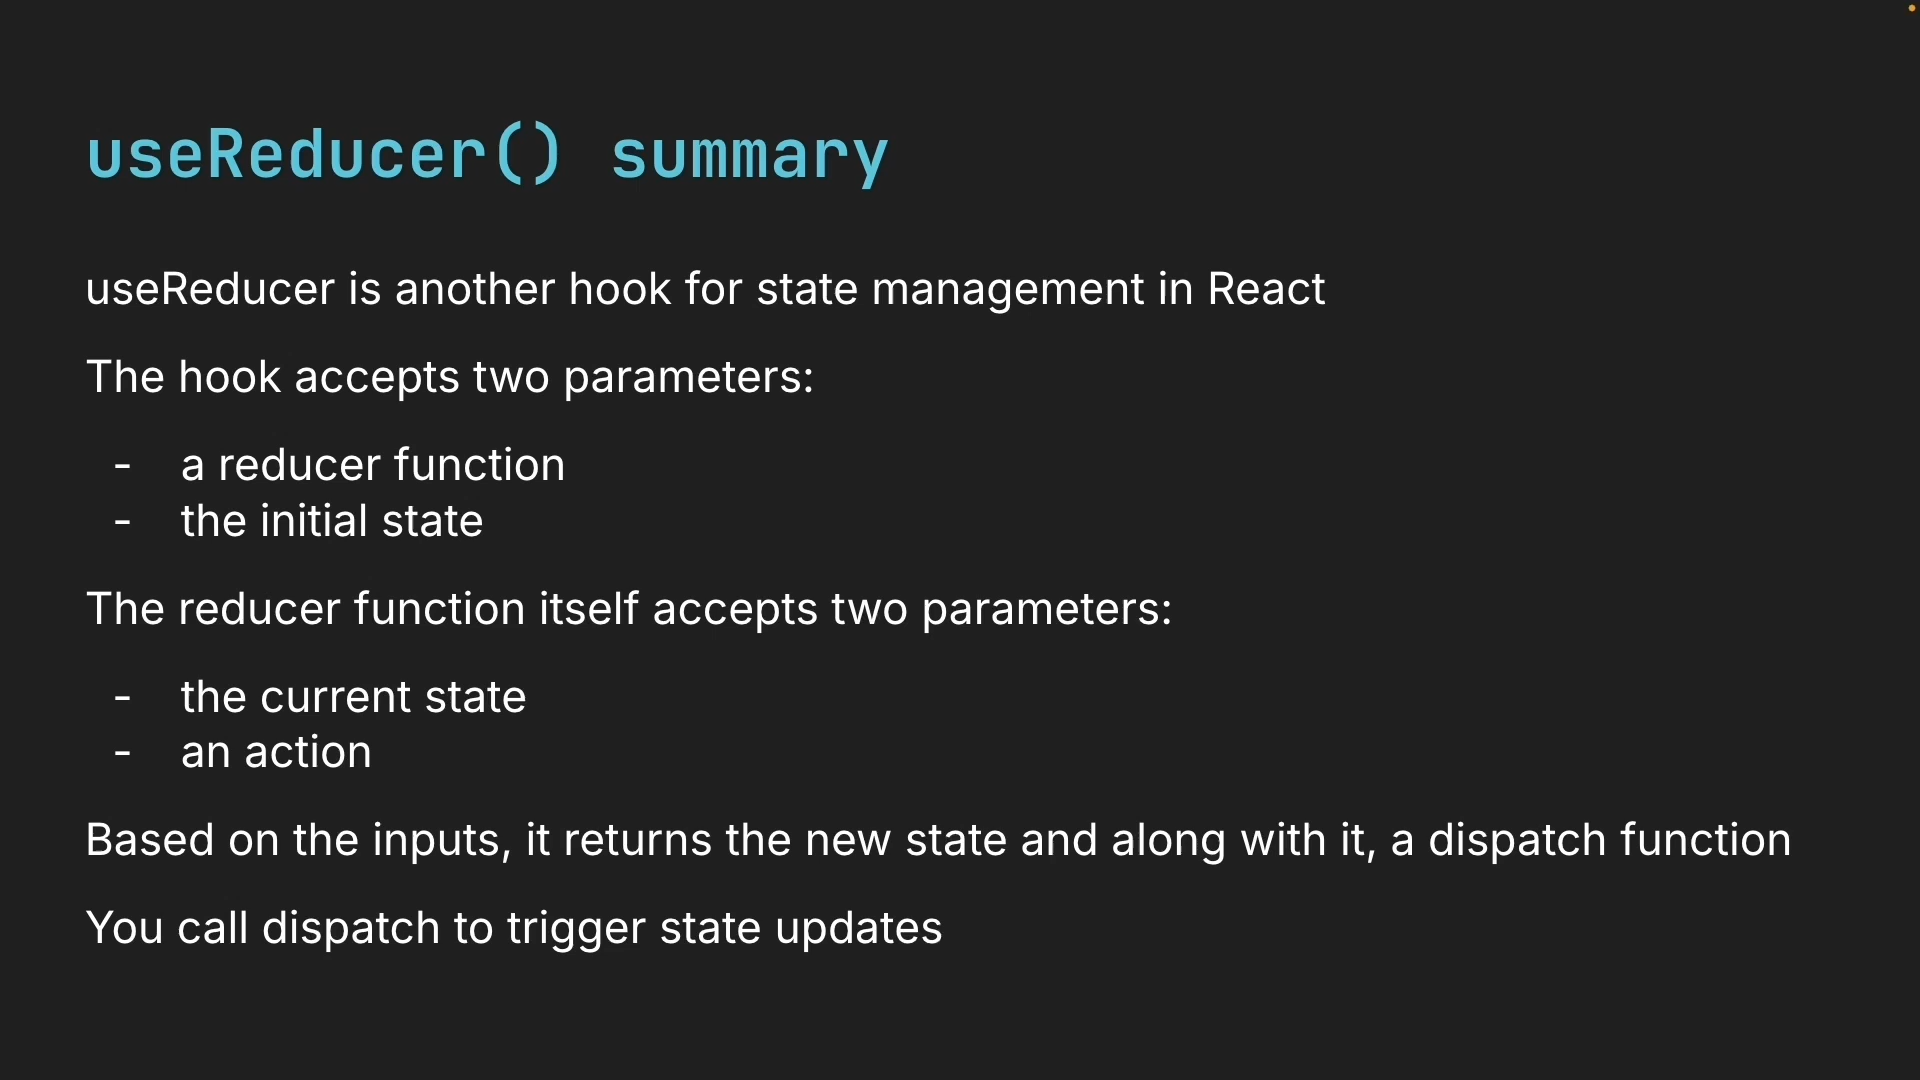 useReducer() summary
useReducer is another hook for state management in React
The hook accepts two parameters:
- a reducer function
- the initial state
The reducer function itself accepts two parameters:
- the current state
- an action
Based on the inputs, it returns the new state and along with it, a dispatch function
You call dispatch to trigger state updates